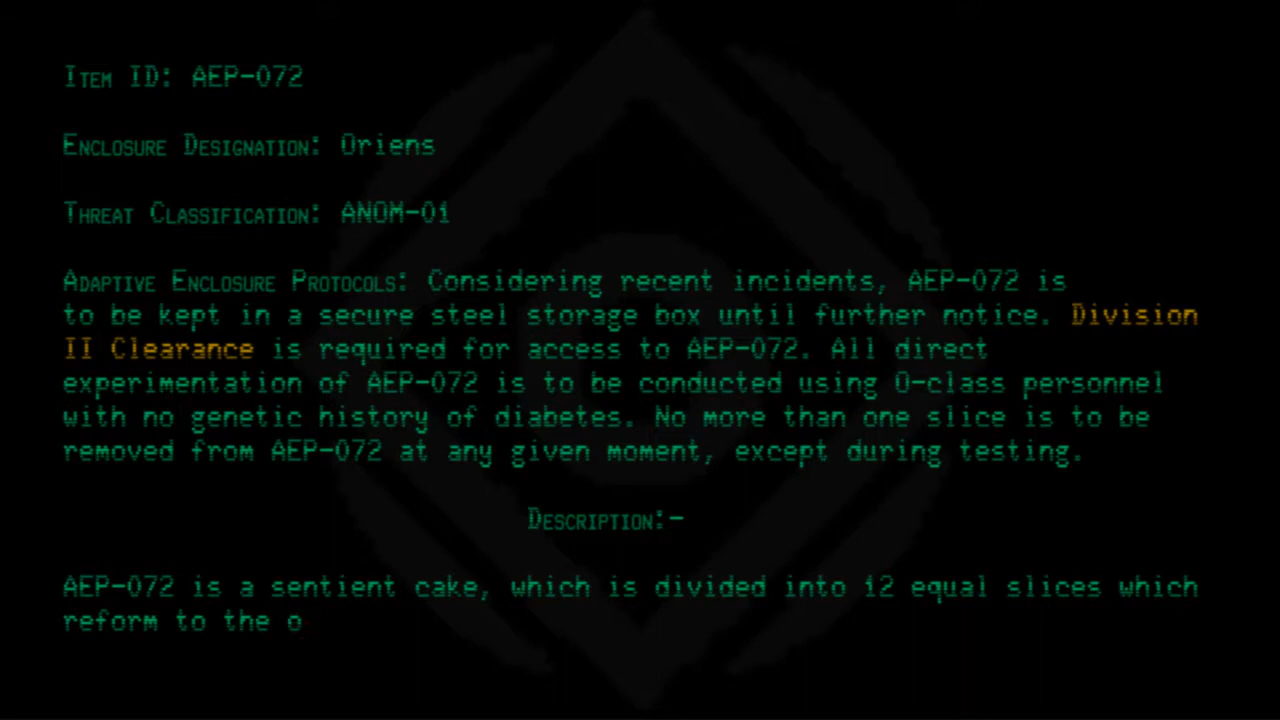 Item ID: AEP-072
Enclosure Designation: Oriens
Threat Classification: ANOM-01
Adaptive Enclosure Protocols: Considering recent incidents, AEP-072 is
to be kept in a secure steel storage box until further notice. Division
II Clearance is required for access to AEP-072. All direct
experimentation of AEP-072 is to be conducted using O-class personnel
with no genetic history of diabetes. No more than one slice is to be
removed from AEP-072 at any given moment, except during testing.
Description:-
AEP-072 is a sentient cake, which is divided into 12 equal slices which
reform to the o